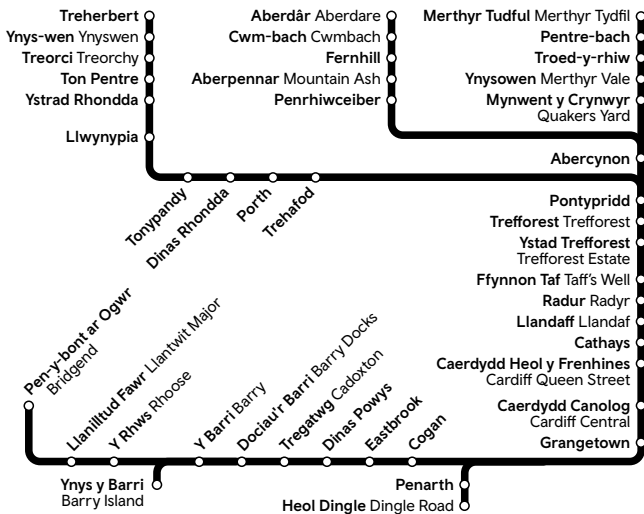 Treherbert
Ynys-wen Ynyswen
Treorci Treorchy
Ton Pentre
Ystrad Rhondda
Llwynypia
Tonypandy
Dinas Rhondda
Porth
Trehafod
Aberdâr Aberdare
Cwm-bach Cwmbach
Fernhill
Aberpennar Mountain Ash
Penrhiwceiber
Merthyr Tudful Merthyr Tydfil
Pentre-bach
Troed-y-rhiw
Ynysowen Merthyr Vale
Mynwent y Crynwyr
Quakers Yard
Abercynon
Pontypridd
Trefforest Trefforest
Ystad Trefforest
Trefforest Estate
Ffynnon Taf Taff's Well
Radur Radyr
Llandaff Llandaf
Cathays
Caerdydd Heol y Frenhines
Cardiff Queen Street
Caerdydd Canolog
Cardiff Central
Grangetown
Pen-y-bont ar Ogwr
Bridgend
Llanilltud Fawr Llantwit Major
Y Rhws Rhoose
Y Barri Barry
Dociau'r Barri Barry Docks
Tregatwg Cadoxton
Dinas Powys
Eastbrook
Cogan
Ynys y Barri
Barry Island
Penarth
Heol Dingle Dingle Road